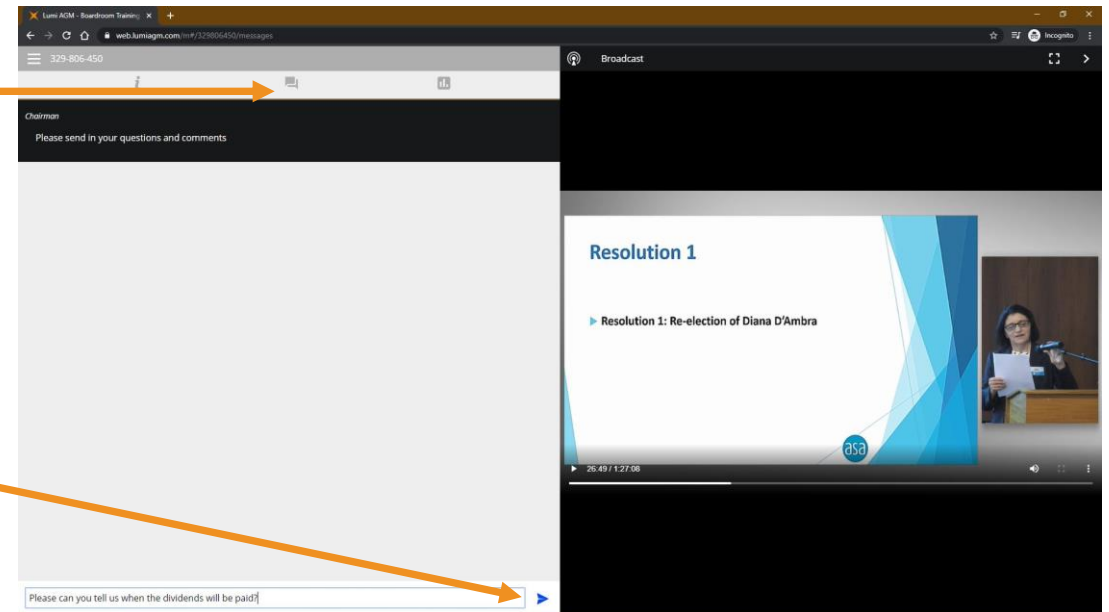 Lumi AGM - Boardroom Training
web.lumiagm.com/m#/329806450/messages
Incognito
329-806-450
Broadcast
i
Chairman
Please send in your questions and comments
Resolution 1
Resolution 1: Re-election of Diana D'Ambra
asa
26:49 / 1:27:08
Please can you tell us when the dividends will be paid?